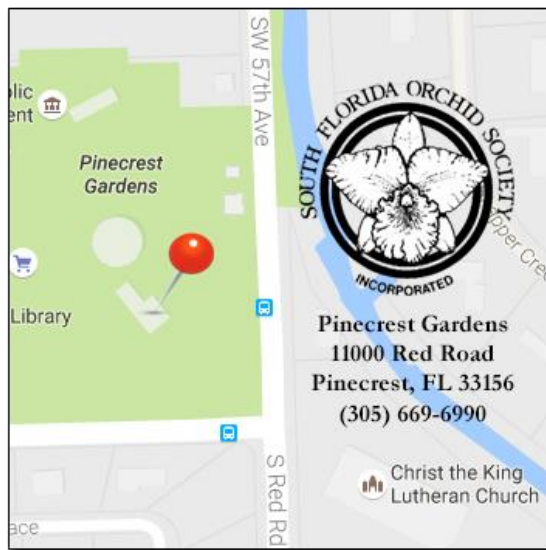 SW 57th Ave
SOUTH FLORIDA ORCHID SOCIETY
INCORPORATED
Pinecrest
Gardens
Library
Pinecrest Gardens
11000 Red Road
Pinecrest, FL 33156
(305) 669-6990
S Red Rd
Christ the King
Lutheran Church